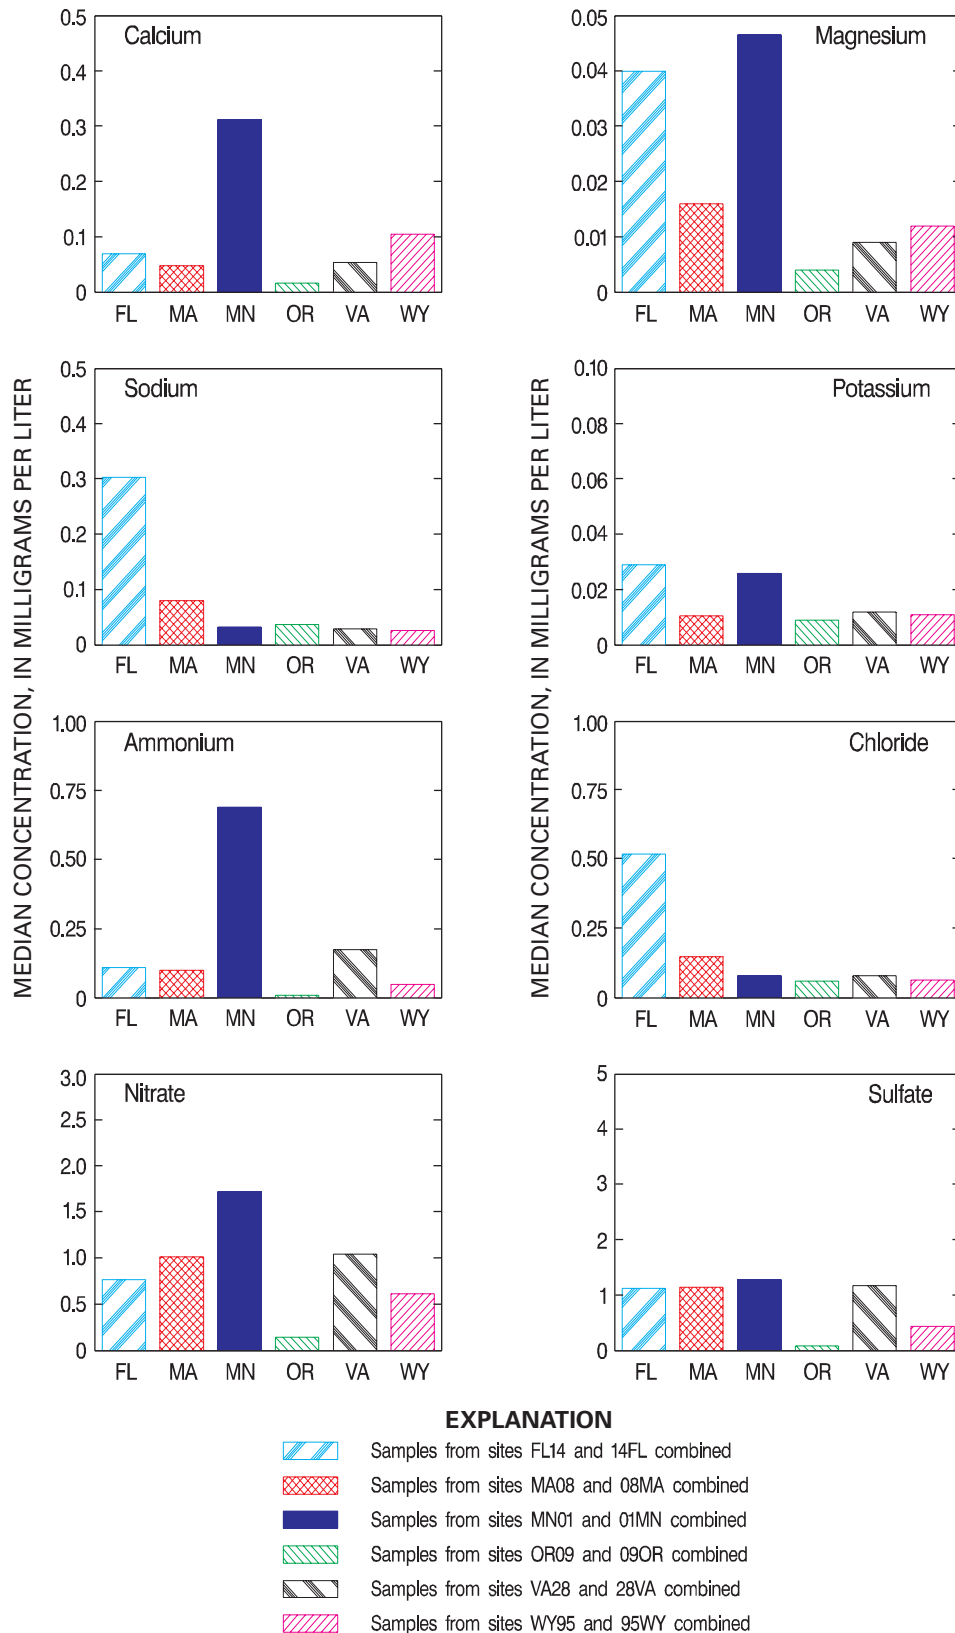 Calcium
0.5
0.4
0.3
0.2
0.1
0
FL MA MN OR VA WY
Magnesium
0.05
0.04
0.03
0.02
0.01
0
FL MA MN OR VA WY
MEDIAN CONCENTRATION, IN MILLIGRAMS PER LITER
Sodium
0.5
0.4
0.3
0.2
0.1
0
FL MA MN OR VA WY
MEDIAN CONCENTRATION, IN MILLIGRAMS PER LITER
Potassium
0.10
0.08
0.06
0.04
0.02
0
FL MA MN OR VA WY
Ammonium
1.00
0.75
0.50
0.25
0
FL MA MN OR VA WY
Chloride
1.00
0.75
0.50
0.25
0
FL MA MN OR VA WY
Nitrate
3.0
2.5
2.0
1.5
1.0
0.5
0
FL MA MN OR VA WY
Sulfate
5
4
3
2
1
0
FL MA MN OR VA WY
EXPLANATION
Samples from sites FL14 and 14FL combined
Samples from sites MA08 and 08MA combined
Samples from sites MN01 and 01MN combined
Samples from sites OR09 and 09OR combined
Samples from sites VA28 and 28VA combined
Samples from sites WY95 and 95WY combined